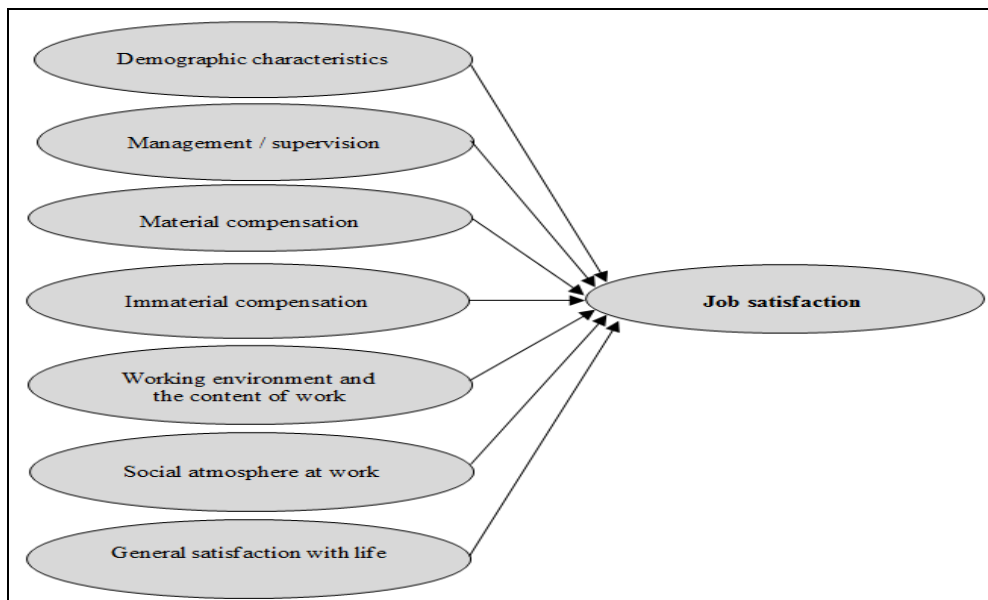 Demographic characteristics
Management / supervision
Material compensation
Immaterial compensation
Job satisfaction
Working environment and
the content of work
Social atmosphere at work
General satisfaction with life